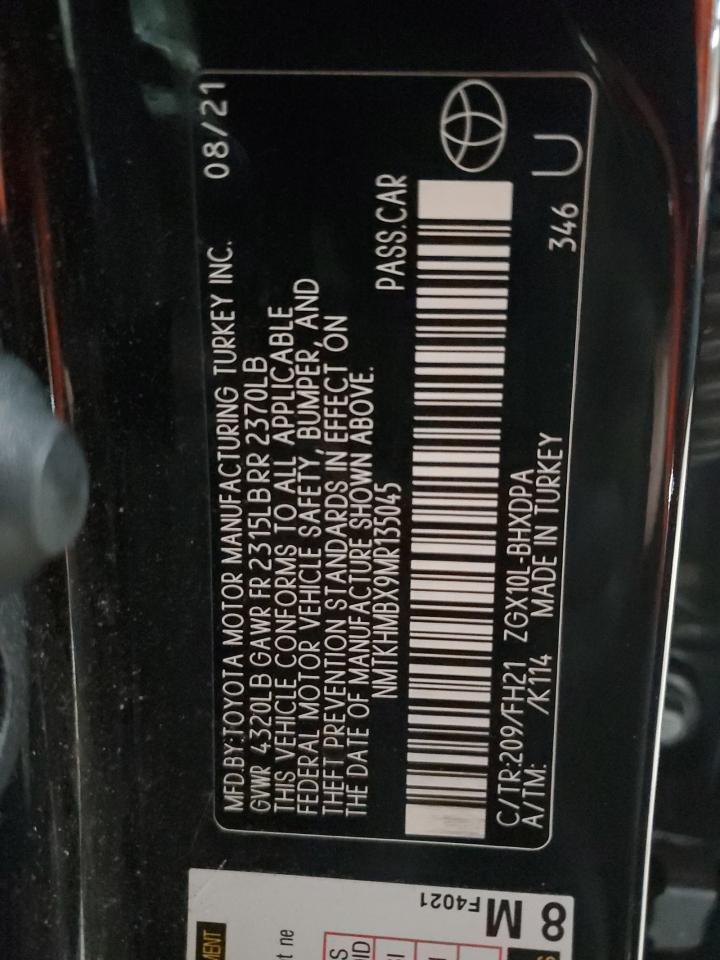 MFD.BY:TOYOTA MOTOR MANUFACTURING TURKEY INC. 08/21
GVWR 4320LB GAWR FR 2315LB RR 2370LB
THIS VEHICLE CONFORMS TO ALL APPLICABLE
FEDERAL MOTOR VEHICLE SAFETY, BUMPER, AND
THEFT PREVENTION STANDARDS IN EFFECT ON
THE DATE OF MANUFACTURE SHOWN ABOVE.
NMTKHMBX9MR135045 PASS.CAR
C/TR:209/FH21 ZGX10L-BHXDPA
A/TM: /K114 MADE IN TURKEY 346 U
8 M
F4021